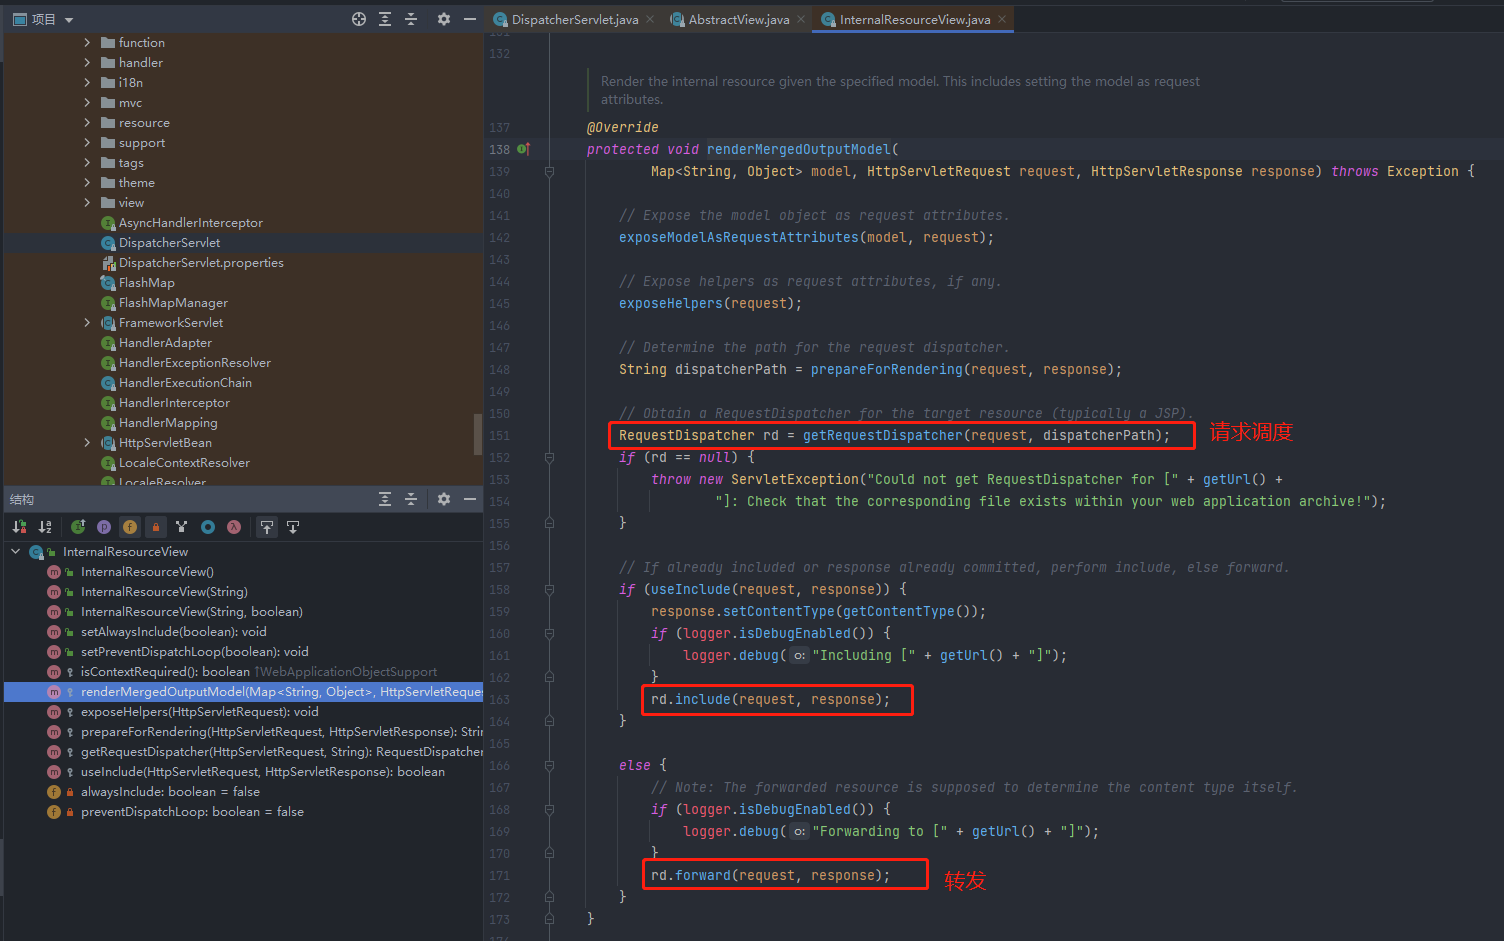 项目
DispatcherServlet.java
AbstractView.java
InternalResourceView.java
function
handler
i18n
mvc
resource
support
tags
theme
view
AsyncHandlerInterceptor
DispatcherServlet
DispatcherServlet.properties
FlashMap
FlashMapManager
FrameworkServlet
HandlerAdapter
HandlerExceptionResolver
HandlerExecutionChain
HandlerInterceptor
HandlerMapping
HttpServletBean
LocaleContextResolver
LocaleResolver
结构
InternalResourceView
InternalResourceView()
InternalResourceView(String)
InternalResourceView(String, boolean)
setAlwaysInclude(boolean): void
setPreventDispatchLoop(boolean): void
isContextRequired(): boolean ↑WebApplicationObjectSupport
renderMergedOutputModel(Map<String, Object>, HttpServletReque
exposeHelpers(HttpServletRequest): void
prepareForRendering(HttpServletRequest, HttpServletResponse): Strin
getRequestDispatcher(HttpServletRequest, String): RequestDispatcher
useInclude(HttpServletRequest, HttpServletResponse): boolean
alwaysInclude: boolean = false
preventDispatchLoop: boolean = false
132
Render the internal resource given the specified model. This includes setting the model as request
attributes.
137 @Override
138 protected void renderMergedOutputModel(
139 Map<String, Object> model, HttpServletRequest request, HttpServletResponse response) throws Exception {
140
141 // Expose the model object as request attributes.
142 exposeModelAsRequestAttributes(model, request);
143
144 // Expose helpers as request attributes, if any.
145 exposeHelpers(request);
146
147 // Determine the path for the request dispatcher.
148 String dispatcherPath = prepareForRendering(request, response);
149
150 // Obtain a RequestDispatcher for the target resource (typically a JSP).
151 RequestDispatcher rd = getRequestDispatcher(request, dispatcherPath); 请求调度
152 if (rd == null) {
153 throw new ServletException("Could not get RequestDispatcher for [" + getUrl() +
154 "]: Check that the corresponding file exists within your web application archive!");
155 }
156
157 // If already included or response already committed, perform include, else forward.
158 if (useInclude(request, response)) {
159 response.setContentType(getContentType());
160 if (logger.isDebugEnabled()) {
161 logger.debug( o: "Including [" + getUrl() + "]");
162 }
163 rd.include(request, response);
164 }
165
166 else {
167 // Note: The forwarded resource is supposed to determine the content type itself.
168 if (logger.isDebugEnabled()) {
169 logger.debug( o: "Forwarding to [" + getUrl() + "]");
170 }
171 rd.forward(request, response); 转发
172 }
173 }